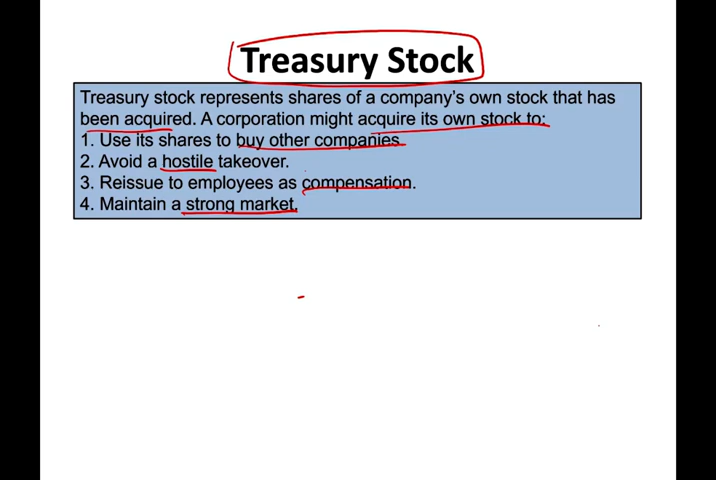 Treasury Stock
Treasury stock represents shares of a company's own stock that has
been acquired. A corporation might acquire its own stock to:
1. Use its shares to buy other companies.
2. Avoid a hostile takeover.
3. Reissue to employees as compensation.
4. Maintain a strong market.